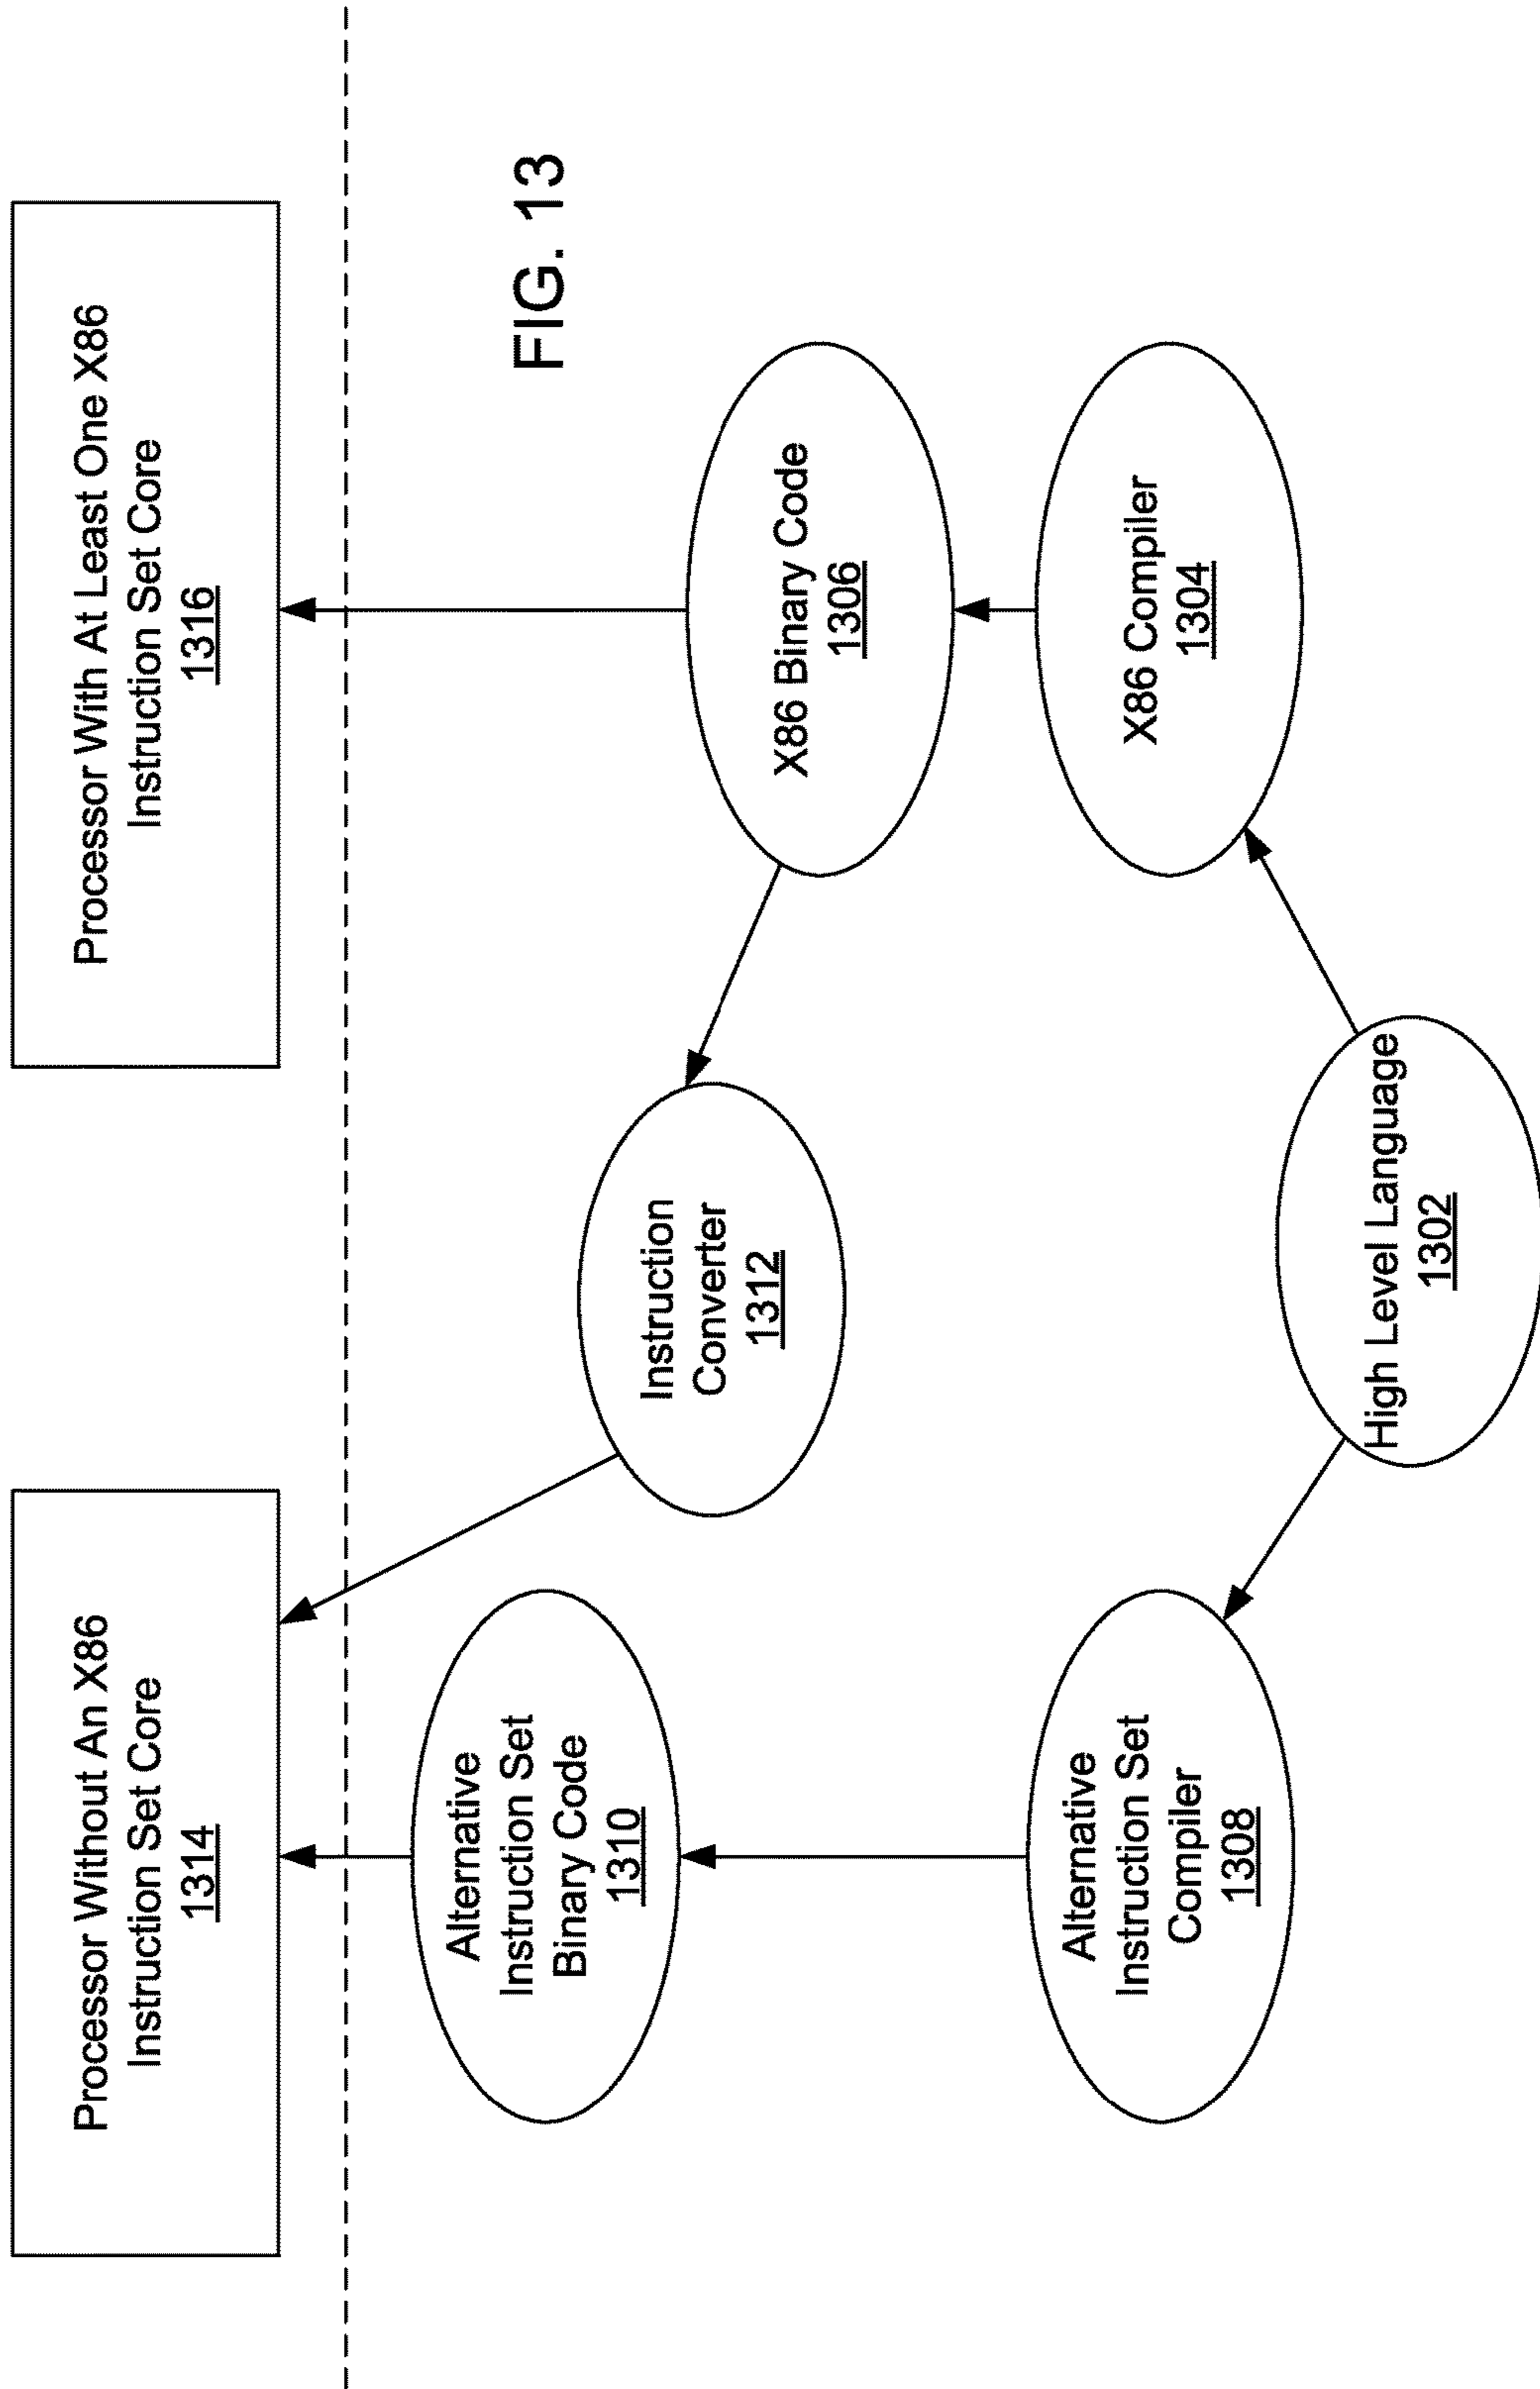 Processor Without An X86
Instruction Set Core
1314
Processor With At Least One X86
Instruction Set Core
1316
Alternative
Instruction Set
Binary Code
1310
Instruction
Converter
1312
X86 Binary Code
1306
FIG. 13
Alternative
Instruction Set
Compiler
1308
X86 Compiler
1304
High Level Language
1302